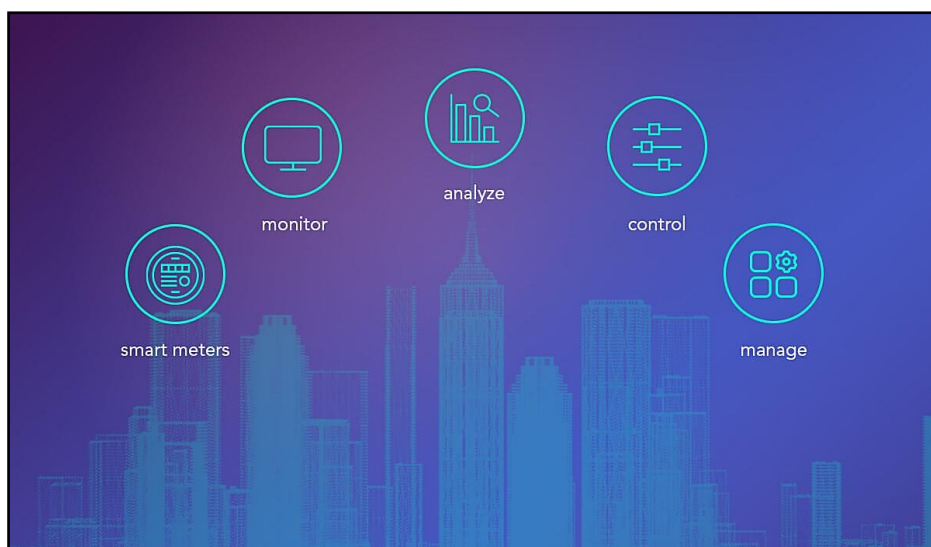 smart meters
monitor
analyze
control
manage